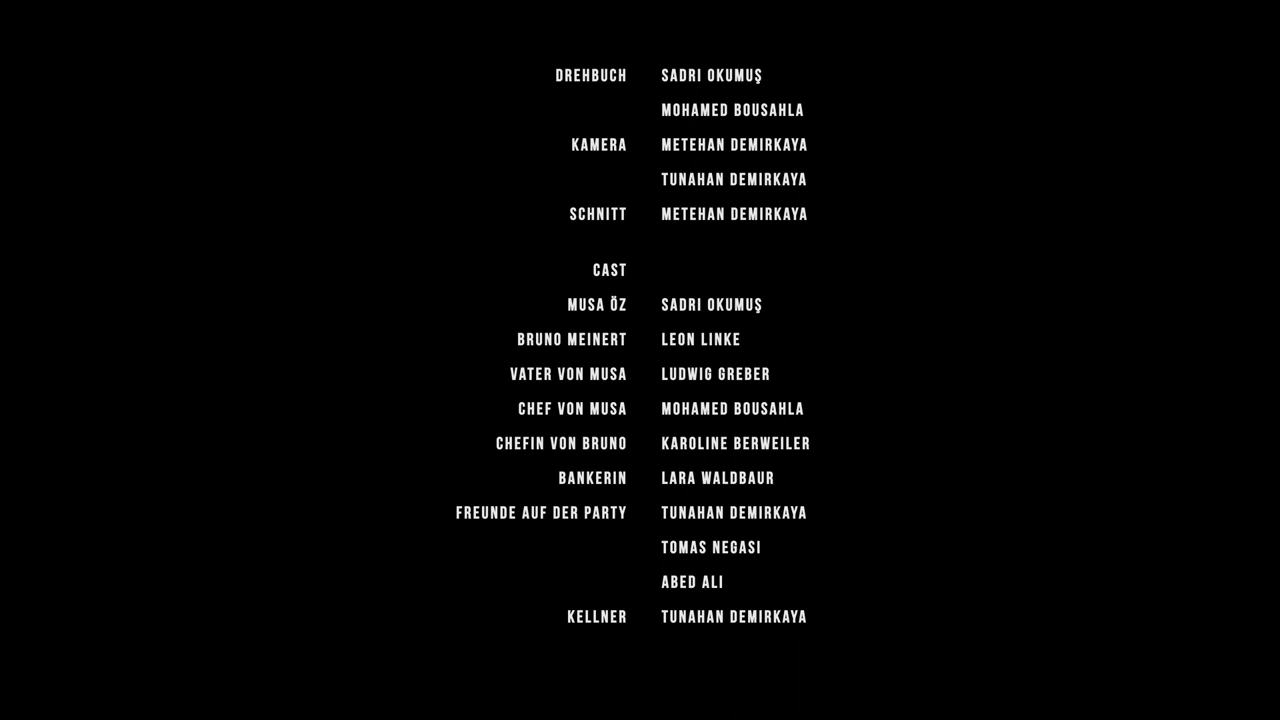 DREHBUCH SADRI OKUMUŞ
MOHAMED BOUSAHLA
KAMERA METEHAN DEMIRKAYA
TUNAHAN DEMIRKAYA
SCHNITT METEHAN DEMIRKAYA
CAST
MUSA ÖZ SADRI OKUMUŞ
BRUNO MEINERT LEON LINKE
VATER VON MUSA LUDWIG GREBER
CHEF VON MUSA MOHAMED BOUSAHLA
CHEFIN VON BRUNO KAROLINE BERWEILER
BANKERIN LARA WALDBAUR
FREUNDE AUF DER PARTY TUNAHAN DEMIRKAYA
TOMAS NEGASI
ABED ALI
KELLNER TUNAHAN DEMIRKAYA